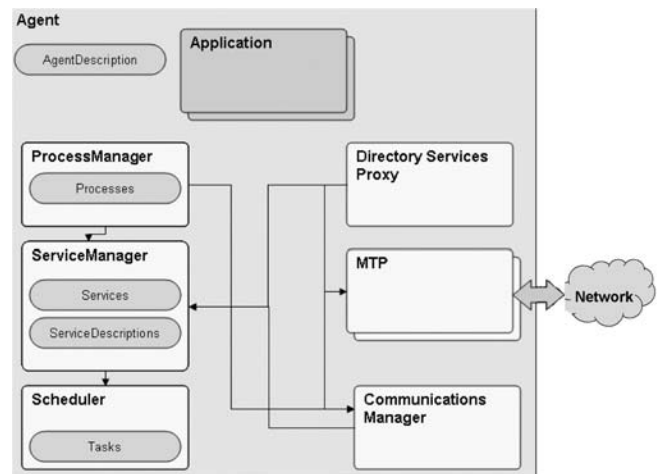 Agent
Application
AgentDescription
ProcessManager
Processes
Directory Services
Proxy
ServiceManager
Services
ServiceDescriptions
MTP
Network
Scheduler
Tasks
Communications
Manager